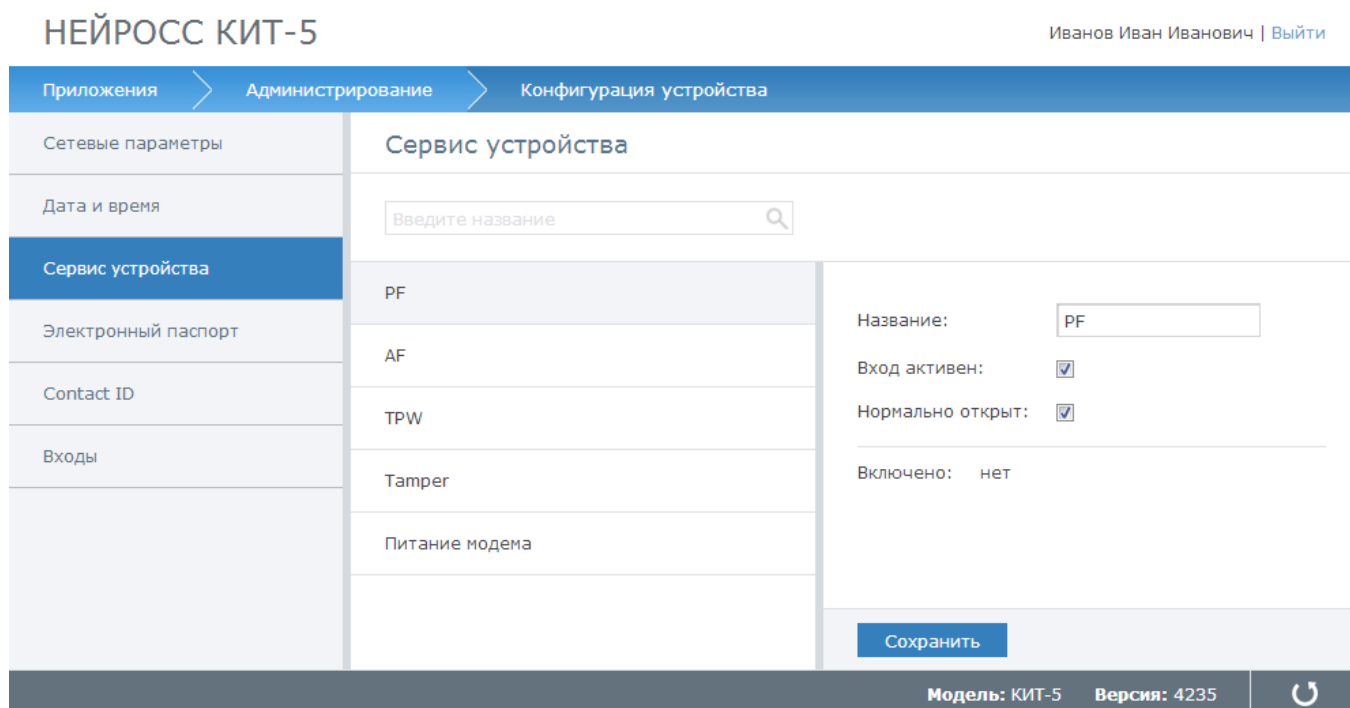 НЕЙРОСС КИТ-5
Иванов Иван Иванович | Выйти
Приложения Администрирование Конфигурация устройства
Сетевые параметры
Дата и время
Сервис устройства
Электронный паспорт
Contact ID
Входы
Сервис устройства
Введите название
PF
AF
TPW
Tamper
Питание модема
Название: PF
Вход активен:
Нормально открыт:
Включено: нет
Сохранить
Модель: КИТ-5 Версия: 4235